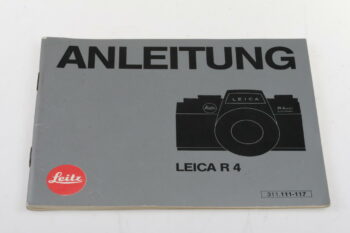 ANLEITUNG
LEICA
LEICA R 4
Leitz
311.111-117